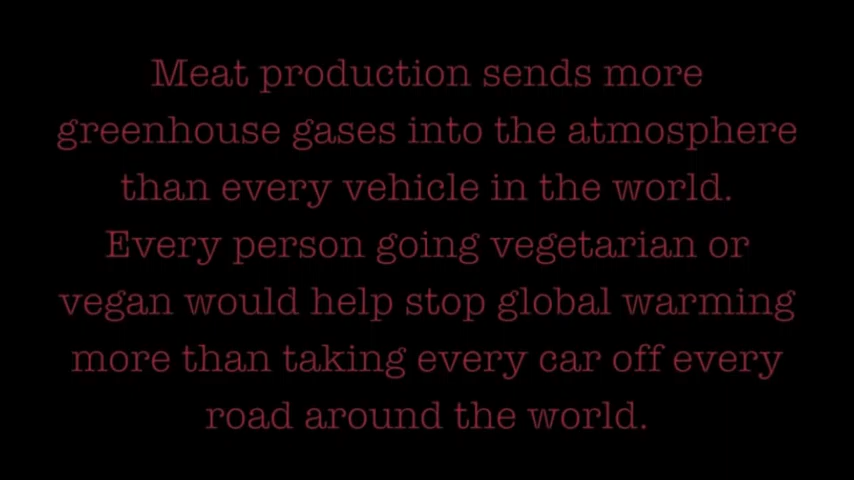 Meat production sends more
greenhouse gases into the atmosphere
than every vehicle in the world.
Every person going vegetarian or
vegan would help stop global warming
more than taking every car off every
road around the world.